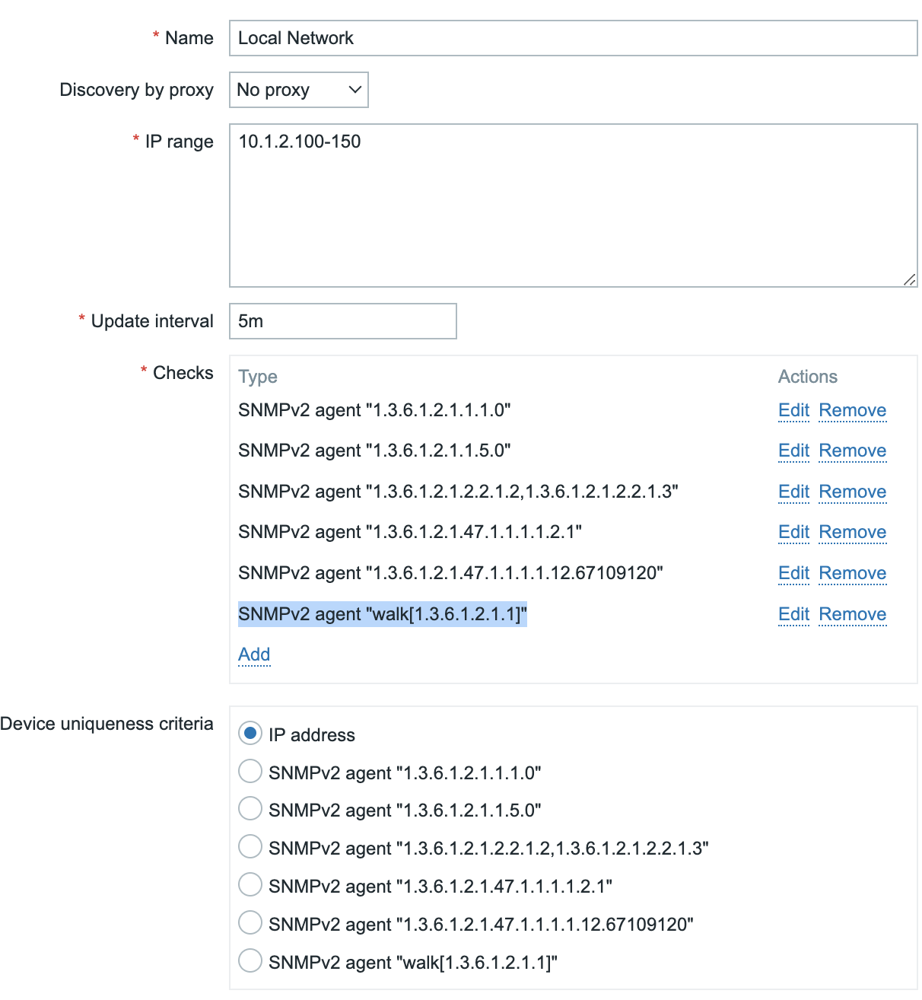 * Name Local Network
Discovery by proxy No proxy
* IP range 10.1.2.100-150
* Update interval 5m
* Checks Type Actions
SNMPv2 agent "1.3.6.1.2.1.1.1.0" Edit Remove
SNMPv2 agent "1.3.6.1.2.1.1.5.0" Edit Remove
SNMPv2 agent "1.3.6.1.2.1.2.2.1.2,1.3.6.1.2.1.2.2.1.3" Edit Remove
SNMPv2 agent "1.3.6.1.2.1.47.1.1.1.1.2.1" Edit Remove
SNMPv2 agent "1.3.6.1.2.1.47.1.1.1.1.12.67109120" Edit Remove
SNMPv2 agent "walk[1.3.6.1.2.1.1]" Edit Remove
Add
Device uniqueness criteria IP address
SNMPv2 agent "1.3.6.1.2.1.1.1.0"
SNMPv2 agent "1.3.6.1.2.1.1.5.0"
SNMPv2 agent "1.3.6.1.2.1.2.2.1.2,1.3.6.1.2.1.2.2.1.3"
SNMPv2 agent "1.3.6.1.2.1.47.1.1.1.1.2.1"
SNMPv2 agent "1.3.6.1.2.1.47.1.1.1.1.12.67109120"
SNMPv2 agent "walk[1.3.6.1.2.1.1]"